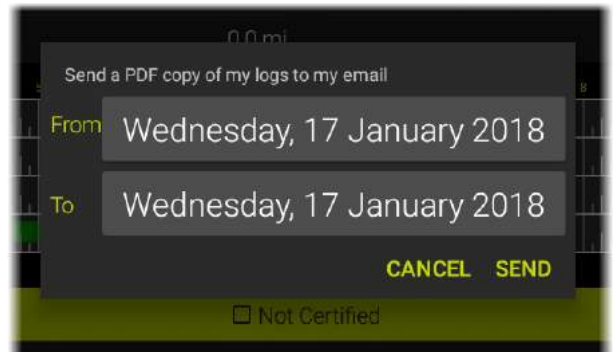 0.0 mi
Send a PDF copy of my logs to my email
From Wednesday, 17 January 2018
To Wednesday, 17 January 2018
CANCEL SEND
Not Certified